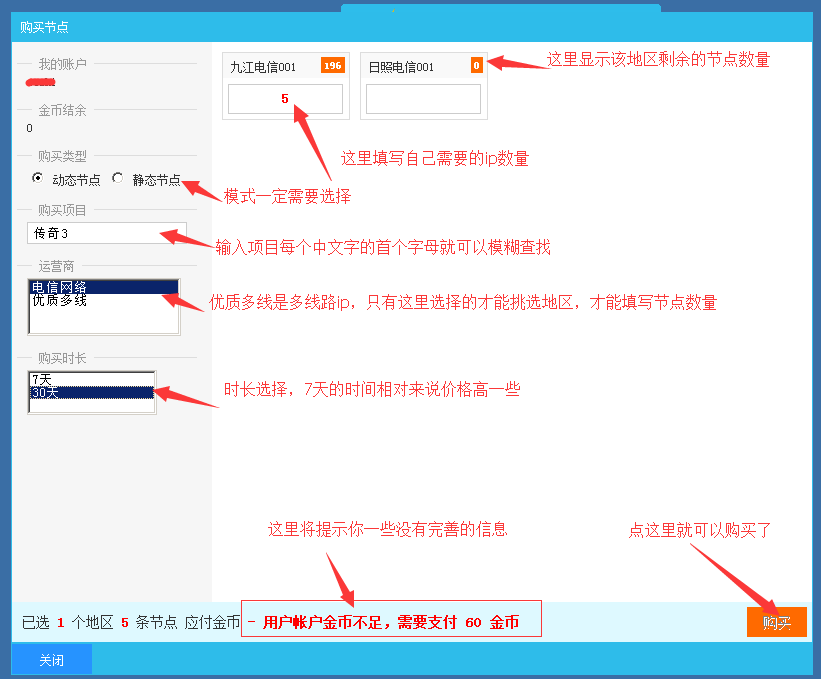 购买节点
我的账户
金币结余
0
购买类型
动态节点 静态节点
购买项目
传奇3
运营商
电信网络
优质多线
购买时长
7天
30天
九江电信001 196
5
日照电信001 0
这里显示该地区剩余的节点数量
这里填写自己需要的ip数量
模式一定需要选择
输入项目每个中文字的首个字母就可以模糊查找
优质多线是多线路ip，只有这里选择的才能挑选地区，才能填写节点数量
时长选择，7天的时间相对来说价格高一些
这里将提示你一些没有完善的信息
点这里就可以购买了
已选 1 个地区 5 条节点 应付金币 - 用户帐户金币不足，需要支付 60 金币
购买
关闭